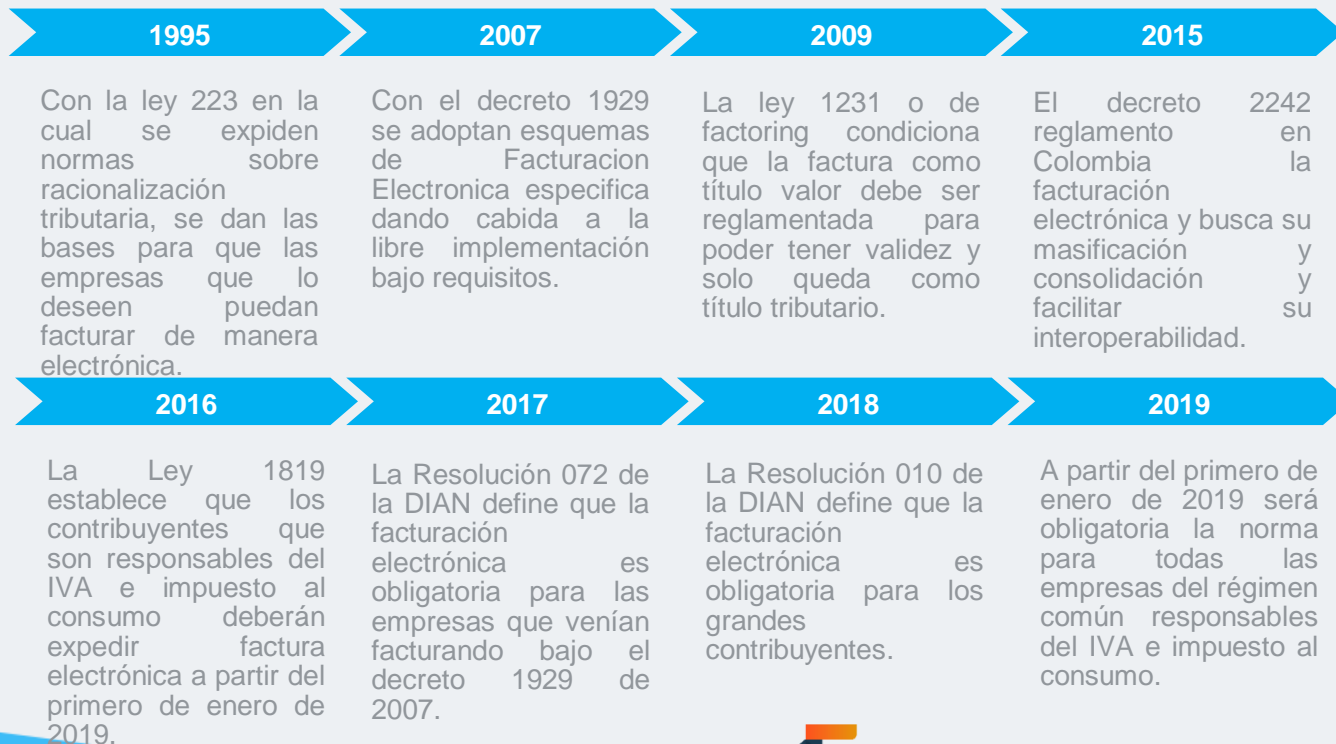 1995
Con la ley 223 en la
cual se expiden
normas sobre
racionalización
tributaria, se dan las
bases para que las
empresas que lo
deseen puedan
facturar de manera
electrónica.
2007
Con el decreto 1929
se adoptan esquemas
de Facturacion
Electronica especifica
dando cabida a la
libre implementación
bajo requisitos.
2009
La ley 1231 o de
factoring condiciona
que la factura como
título valor debe ser
reglamentada para
poder tener validez y
solo queda como
título tributario.
2015
El decreto 2242
reglamento en
Colombia la
facturación
electrónica y busca su
masificación y
consolidación y
facilitar su
interoperabilidad.
2016
La Ley 1819
establece que los
contribuyentes que
son responsables del
IVA e impuesto al
consumo deberán
expedir factura
electrónica a partir del
primero de enero de
2019.
2017
La Resolución 072 de
la DIAN define que la
facturación
electrónica es
obligatoria para las
empresas que venían
facturando bajo el
decreto 1929 de
2007.
2018
La Resolución 010 de
la DIAN define que la
facturación
electrónica es
obligatoria para los
grandes
contribuyentes.
2019
A partir del primero de
enero de 2019 será
obligatoria la norma
para todas las
empresas del régimen
común responsables
del IVA e impuesto al
consumo.